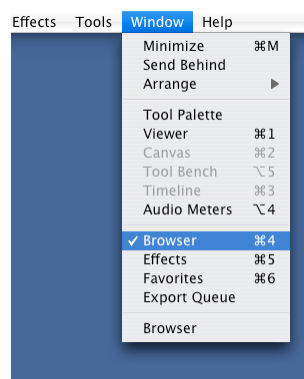 Effects Tools Window Help
Minimize ⌘M
Send Behind
Arrange
Tool Palette
Viewer ⌘1
Canvas ⌘2
Tool Bench ⌥5
Timeline ⌘3
Audio Meters ⌥4
✓ Browser ⌘4
Effects ⌘5
Favorites ⌘6
Export Queue
Browser